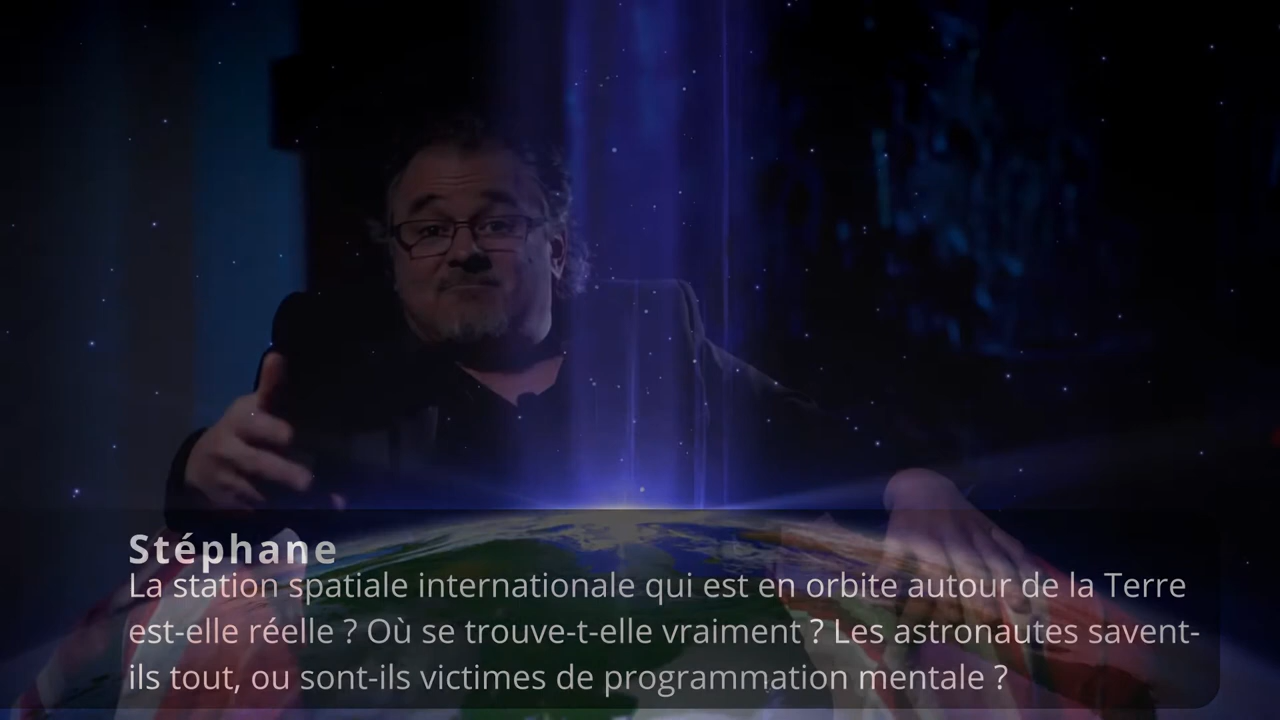 Stéphane
La station spatiale internationale qui est en orbite autour de la Terre
est-elle réelle ? Où se trouve-t-elle vraiment ? Les astronautes savent-
ils tout, ou sont-ils victimes de programmation mentale ?